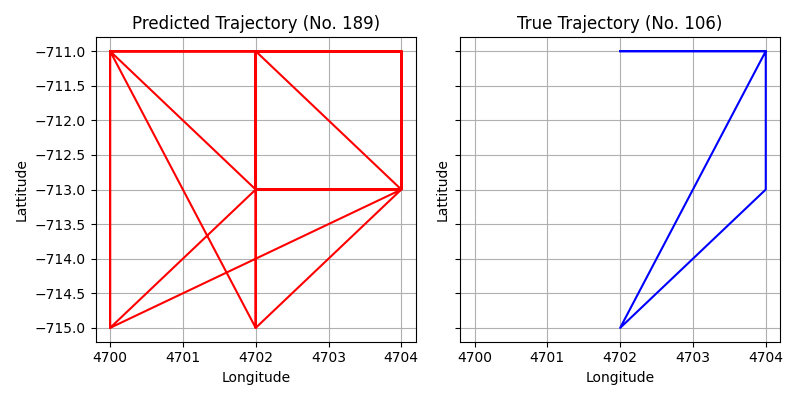 Predicted Trajectory (No. 189)
−711.0
−711.5
−712.0
−712.5
−713.0
−713.5
−714.0
−714.5
−715.0
Lattitude
4700 4701 4702 4703 4704
Longitude
True Trajectory (No. 106)
Lattitude
4700 4701 4702 4703 4704
Longitude